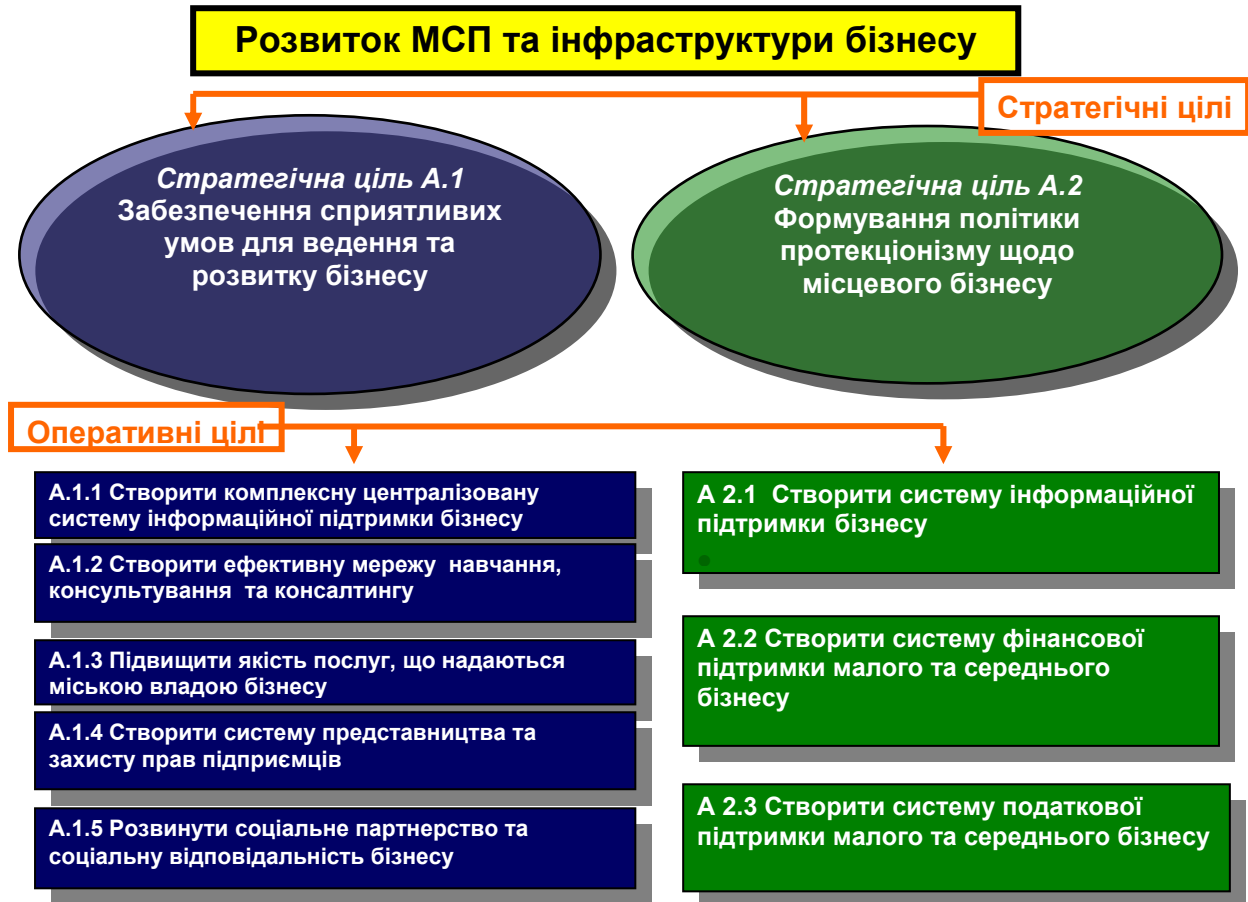 Розвиток МСП та інфраструктури бізнесу
Стратегічні цілі
Стратегічна ціль А.1
Забезпечення сприятливих
умов для ведення та
розвитку бізнесу
Стратегічна ціль А.2
Формування політики
протекціонізму щодо
місцевого бізнесу
Оперативні цілі
А.1.1 Створити комплексну централізовану
систему інформаційної підтримки бізнесу
А.1.2 Створити ефективну мережу навчання,
консультування та консалтингу
А.1.3 Підвищити якість послуг, що надаються
міською владою бізнесу
А.1.4 Створити систему представництва та
захисту прав підприємців
А.1.5 Розвинути соціальне партнерство та
соціальну відповідальність бізнесу
А 2.1 Створити систему інформаційної
підтримки бізнесу
А 2.2 Створити систему фінансової
підтримки малого та середнього
бізнесу
А 2.3 Створити систему податкової
підтримки малого та середнього бізнесу